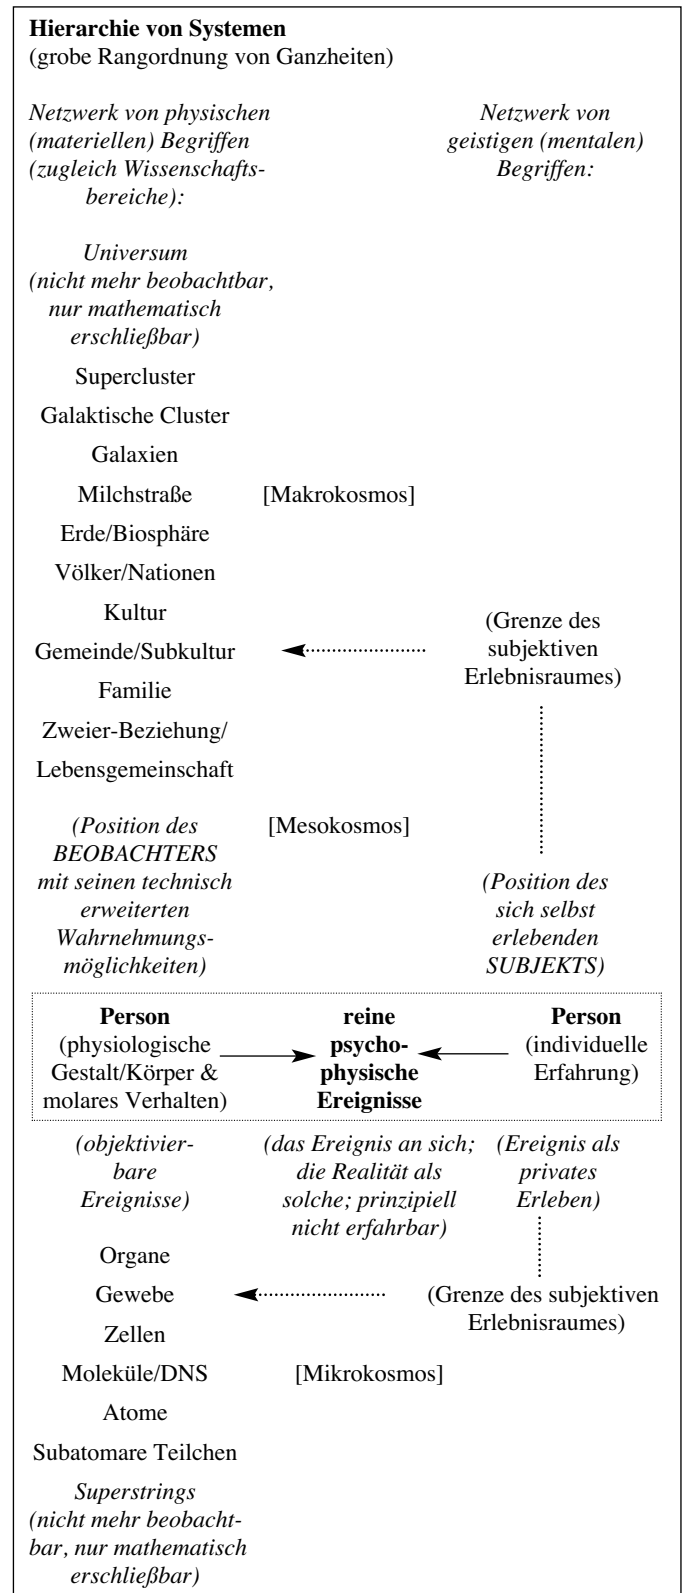 Hierarchie von Systemen
(grobe Rangordnung von Ganzheiten)
Netzwerk von physischen
(materiellen) Begriffen
(zugleich Wissenschafts-
bereiche):
Netzwerk von
geistigen (mentalen)
Begriffen:
Universum
(nicht mehr beobachtbar,
nur mathematisch
erschließbar)
Supercluster
Galaktische Cluster
Galaxien
Milchstraße
[Makrokosmos]
Erde/Biosphäre
Völker/Nationen
Kultur
Gemeinde/Subkultur
Familie
Zweier-Beziehung/
Lebensgemeinschaft
(Grenze des
subjektiven
Erlebnisraumes)
(Position des
BEOBACHTERS
mit seinen technisch
erweiterten
Wahrnehmungs-
möglichkeiten)
[Mesokosmos]
(Position des
sich selbst
erlebenden
SUBJEKTS)
Person
(physiologische
Gestalt/Körper &
molares Verhalten)
reine
psycho-
physische
Ereignisse
Person
(individuelle
Erfahrung)
(objektivier-
bare
Ereignisse)
(das Ereignis an sich;
die Realität als
solche; prinzipiell
nicht erfahrbar)
(Ereignis als
privates
Erleben)
Organe
Gewebe
Zellen
(Grenze des subjektiven
Erlebnisraumes)
Moleküle/DNS
[Mikrokosmos]
Atome
Subatomare Teilchen
Superstrings
(nicht mehr beobacht-
bar, nur mathematisch
erschließbar)